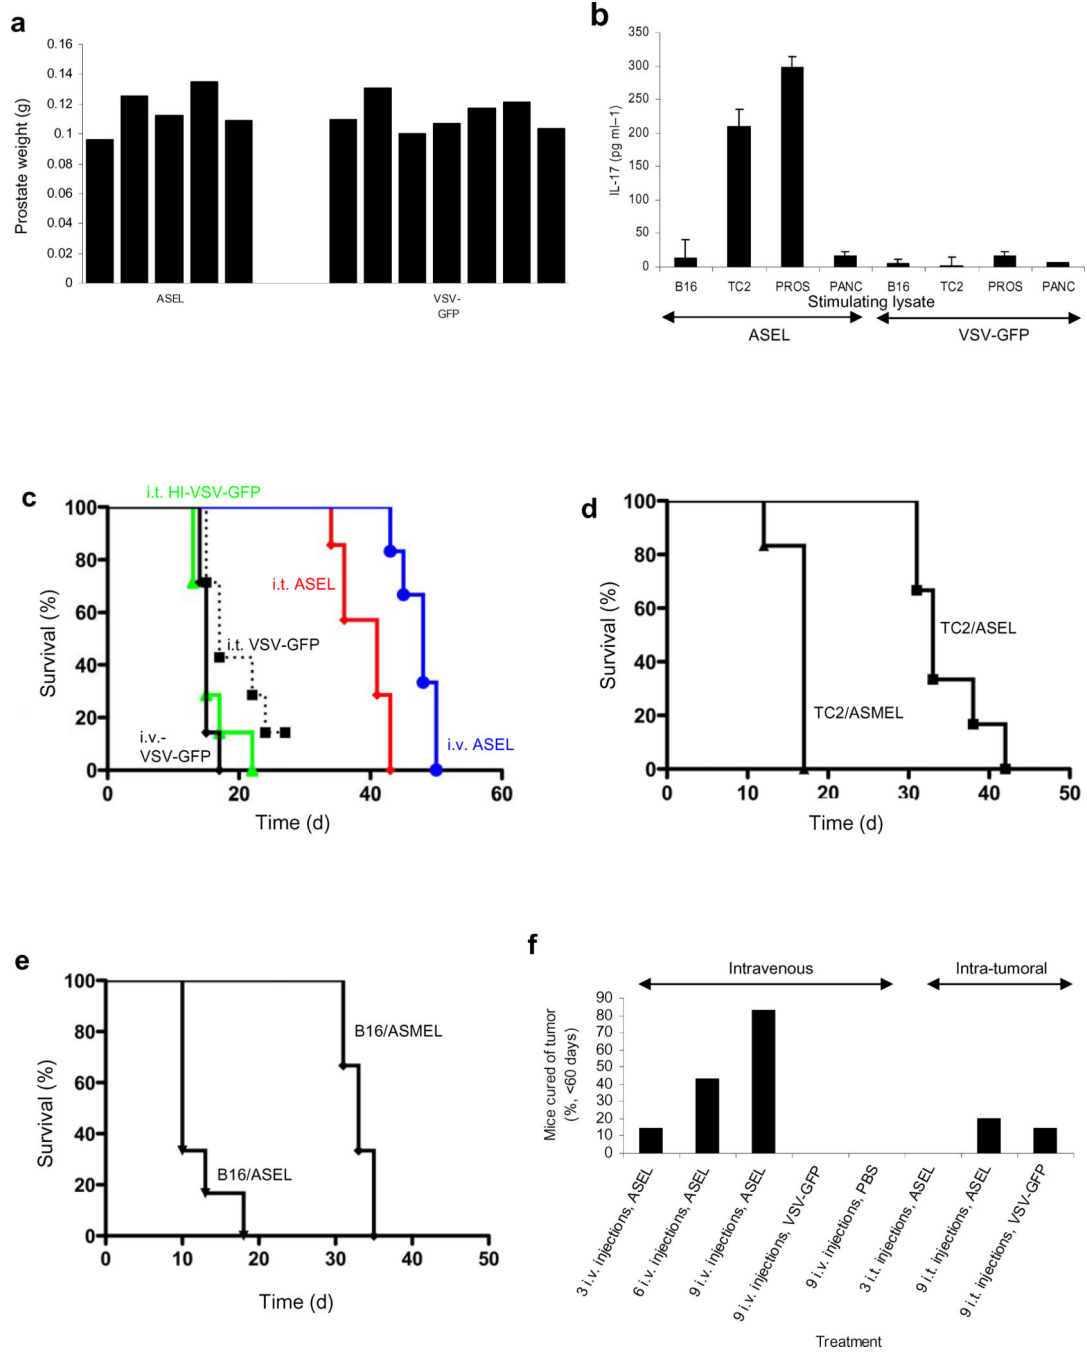 a
0.16
0.14
0.12
0.1
0.08
0.06
0.04
0.02
0
Prostate weight (g)
ASEL
VSV-
GFP
b
350
300
250
200
150
100
50
0
IL-17 (pg ml–1)
B16 TC2 PROS PANC B16 TC2 PROS PANC
Stimulating lysate
ASEL VSV-GFP
c
i.t. HI-VSV-GFP
100
80
60
40
20
0
Survival (%)
i.t. ASEL
i.t. VSV-GFP
i.v.-
VSV-GFP
i.v. ASEL
0 20 40 60
Time (d)
d
100
80
60
40
20
0
Survival (%)
TC2/ASEL
TC2/ASMEL
0 10 20 30 40 50
Time (d)
e
100
80
60
40
20
0
Survival (%)
B16/ASMEL
B16/ASEL
0 10 20 30 40 50
Time (d)
f
Intravenous Intra-tumoral
90
80
70
60
50
40
30
20
10
0
Mice cured of tumor
(%, <60 days)
3 i.v. injections, ASEL
6 i.v. injections, ASEL
9 i.v. injections, ASEL
9 i.v. injections, VSV-GFP
9 i.v. injections, PBS
3 i.t. injections, ASEL
9 i.t. injections, ASEL
9 i.t. injections, VSV-GFP
Treatment